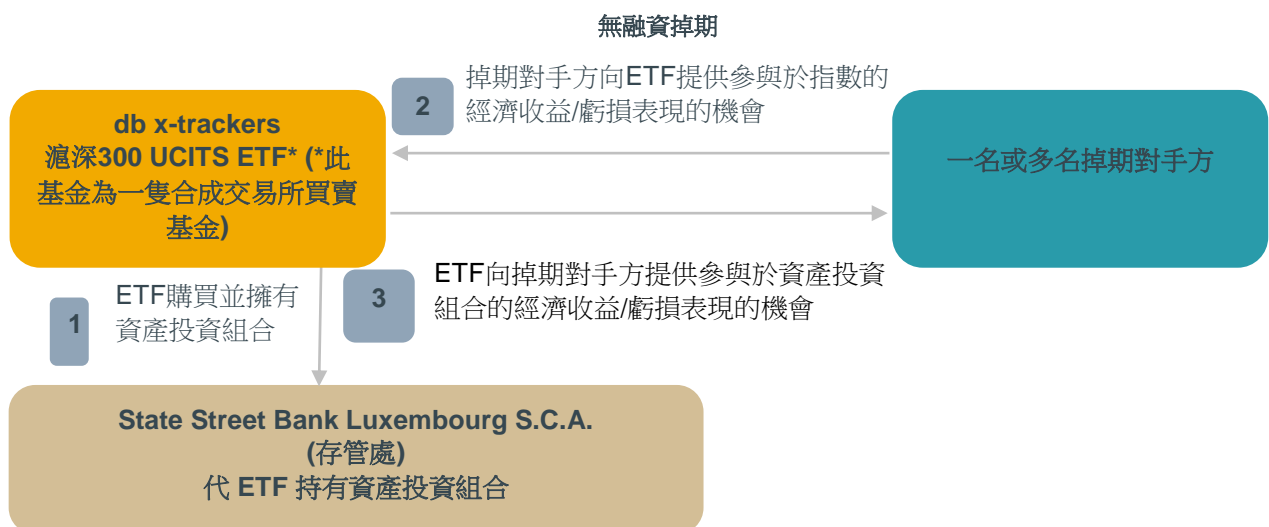 無融資掉期
2
掉期對手方向ETF提供參與於指數的
經濟收益/虧損表現的機會
db x-trackers
滬深300 UCITS ETF* (*此
基金為一隻合成交易所買賣
基金)
一名或多名掉期對手方
1
ETF購買並擁有
資產投資組合
3
ETF向掉期對手方提供參與於資產投資
組合的經濟收益/虧損表現的機會
State Street Bank Luxembourg S.C.A.
(存管處)
代 ETF 持有資產投資組合